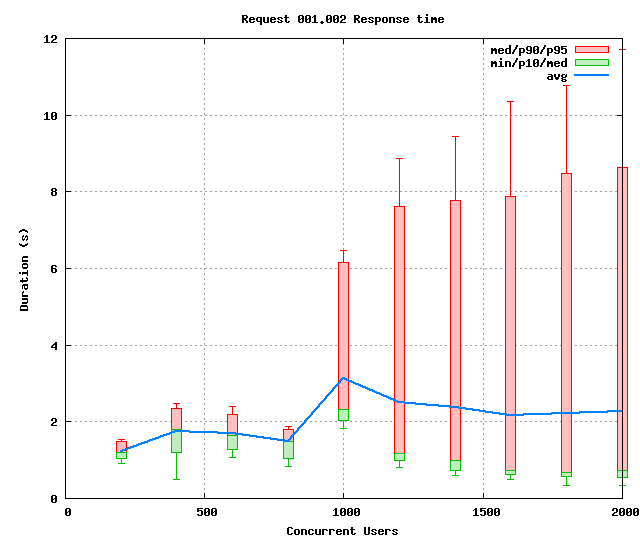 Request 001.002 Response time
12
10
8
6
4
2
0
Duration (s)
med/p90/p95
min/p10/med
avg
0 500 1000 1500 2000
Concurrent Users